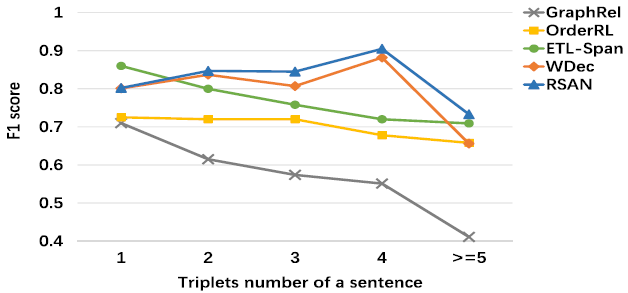 1
0.9
0.8
0.7
0.6
0.5
0.4
F1 score
1 2 3 4 >=5
Triplets number of a sentence
GraphRel
OrderRL
ETL-Span
WDec
RSAN